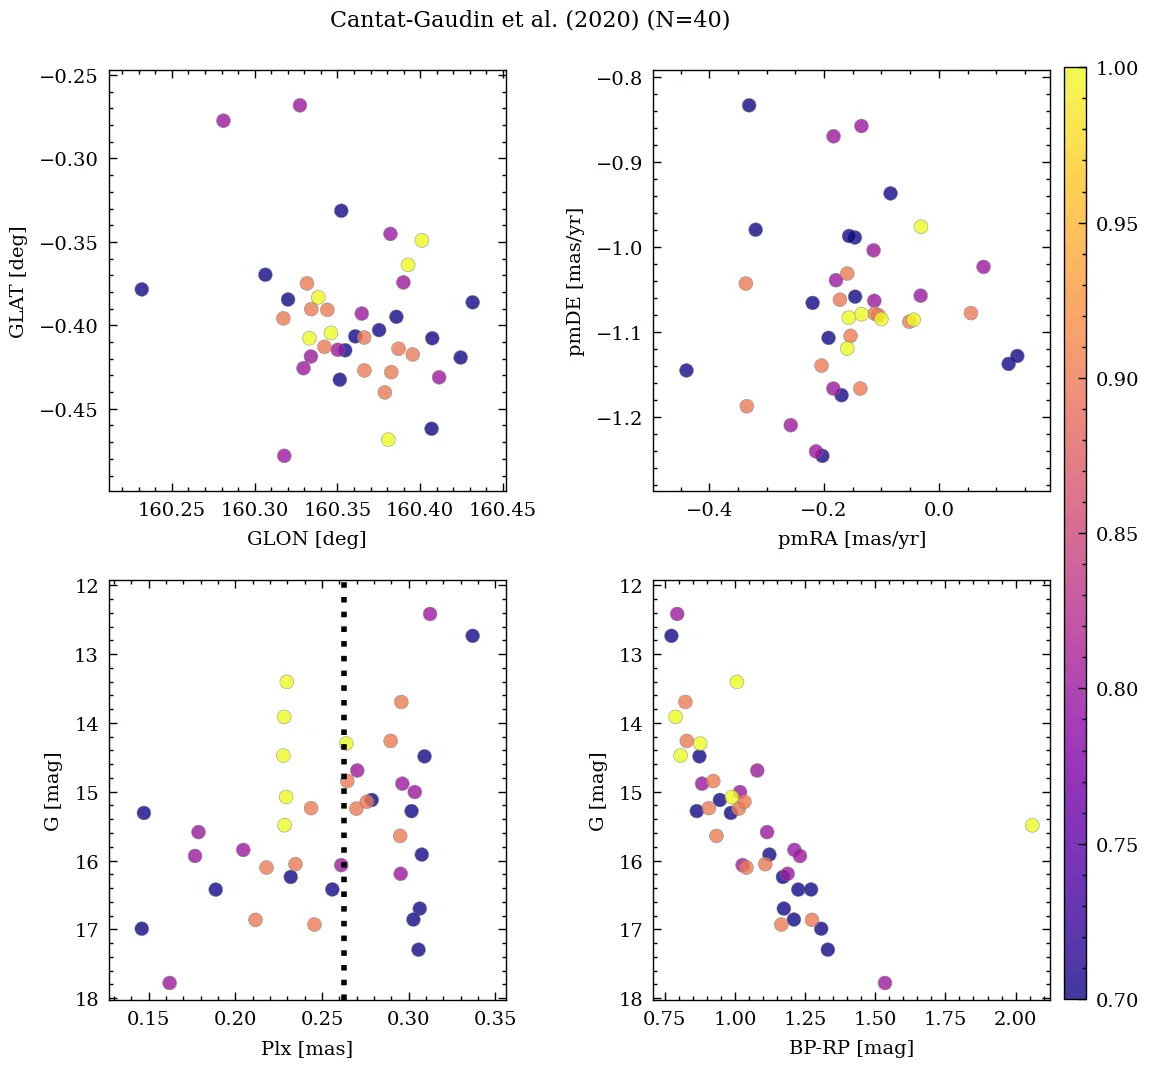 Cantat-Gaudin et al. (2020) (N=40)
−0.25
−0.30
−0.35
−0.40
−0.45
GLAT [deg]
160.25 160.30 160.35 160.40 160.45
GLON [deg]
−0.8
−0.9
−1.0
−1.1
−1.2
pmDE [mas/yr]
−0.4 −0.2 0.0
pmRA [mas/yr]
12
13
14
15
16
17
18
G [mag]
0.15 0.20 0.25 0.30 0.35
Plx [mas]
12
13
14
15
16
17
18
G [mag]
0.75 1.00 1.25 1.50 1.75 2.00
BP-RP [mag]
1.00
0.95
0.90
0.85
0.80
0.75
0.70